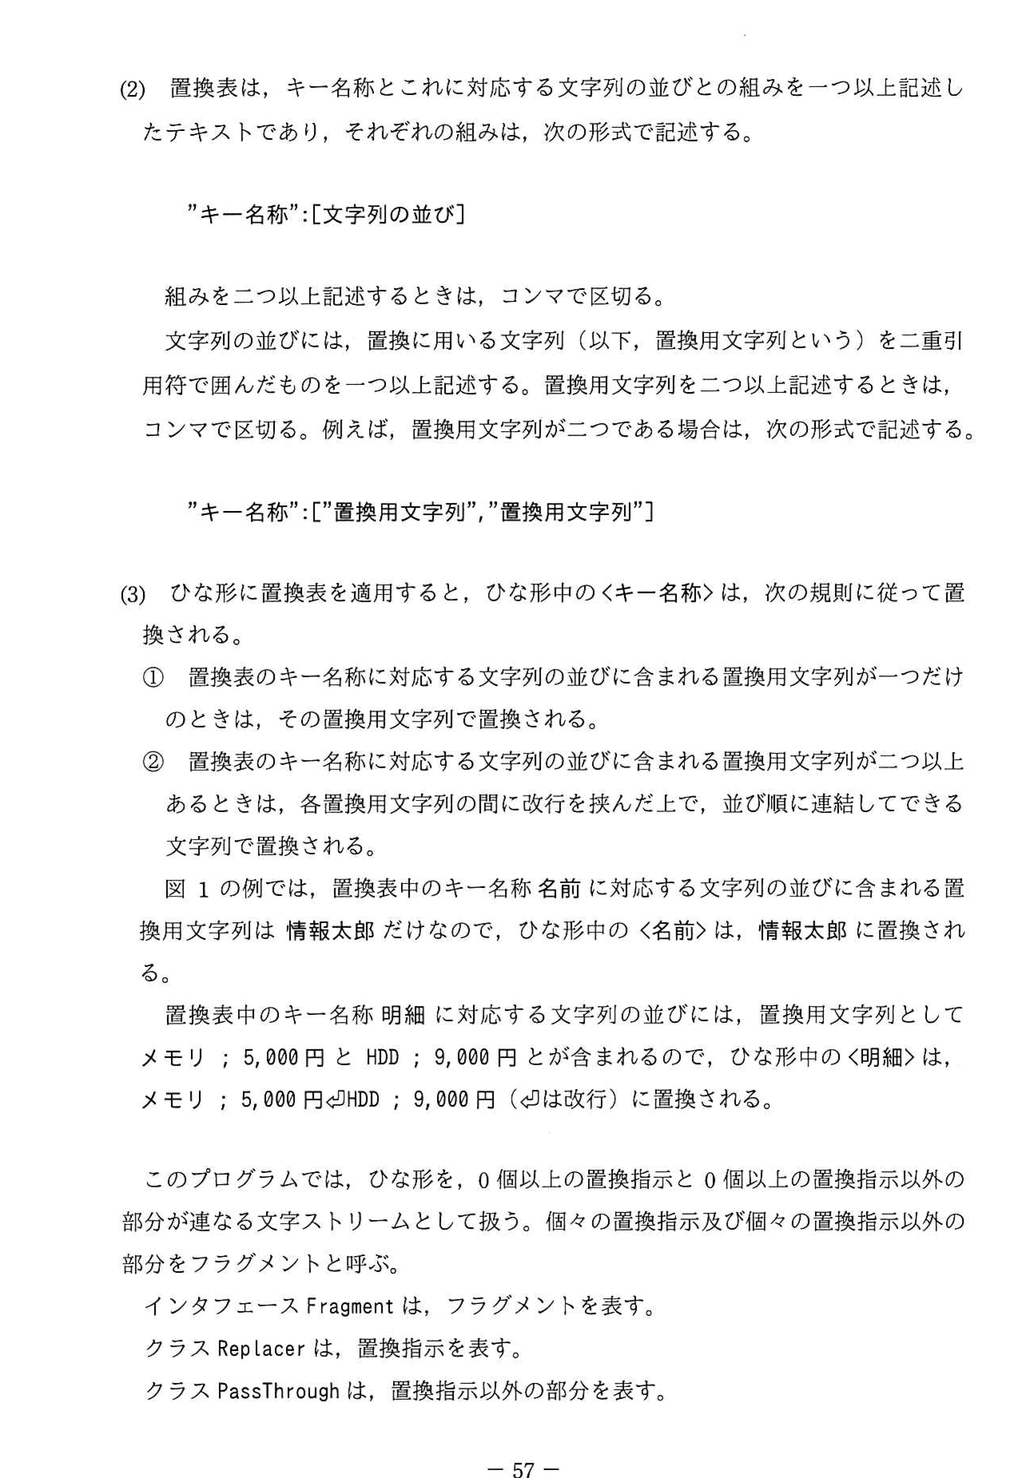 (2)　置換表は，キー名称とこれに対応する文字列の並びとの組みを一つ以上記述し
たテキストであり，それぞれの組みは，次の形式で記述する。
”キー名称”:[文字列の並び]
組みを二つ以上記述するときは，コンマで区切る。
文字列の並びには，置換に用いる文字列（以下，置換用文字列という）を二重引
用符で囲んだものを一つ以上記述する。置換用文字列を二つ以上記述するときは，
コンマで区切る。例えば，置換用文字列が二つである場合は，次の形式で記述する。
”キー名称”:[”置換用文字列”,”置換用文字列”]
(3)　ひな形に置換表を適用すると，ひな形中の<キー名称>は，次の規則に従って置
換される。
①　置換表のキー名称に対応する文字列の並びに含まれる置換用文字列が一つだけ
のときは，その置換用文字列で置換される。
②　置換表のキー名称に対応する文字列の並びに含まれる置換用文字列が二つ以上
あるときは，各置換用文字列の間に改行を挟んだ上で，並び順に連結してできる
文字列で置換される。
図 1 の例では，置換表中のキー名称 名前 に対応する文字列の並びに含まれる置
換用文字列は 情報太郎 だけなので，ひな形中の <名前> は，情報太郎 に置換され
る。
置換表中のキー名称 明細 に対応する文字列の並びには，置換用文字列として
メモリ ; 5,000円 と HDD ; 9,000円 とが含まれるので，ひな形中の <明細> は，
メモリ ; 5,000円⏎HDD ; 9,000円（⏎は改行）に置換される。
このプログラムでは，ひな形を，0 個以上の置換指示と 0 個以上の置換指示以外の
部分が連なる文字ストリームとして扱う。個々の置換指示及び個々の置換指示以外の
部分をフラグメントと呼ぶ。
インタフェース Fragment は，フラグメントを表す。
クラス Replacer は，置換指示を表す。
クラス PassThrough は，置換指示以外の部分を表す。
－ 57 －